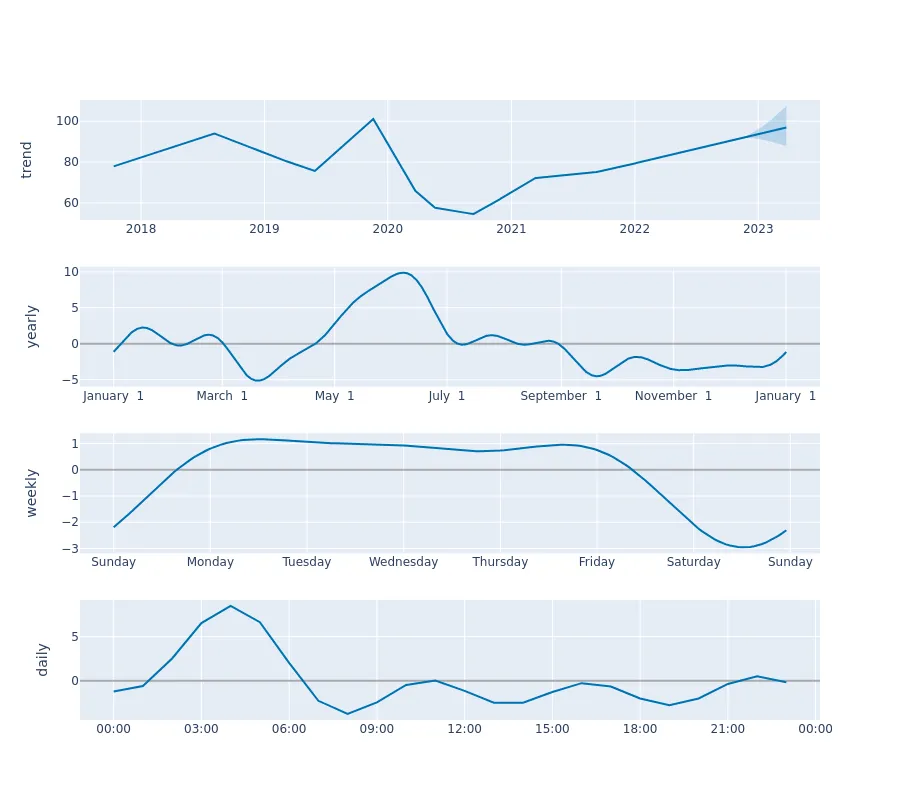 trend
100
80
60
2018 2019 2020 2021 2022 2023
yearly
10
5
0
−5
January 1 March 1 May 1 July 1 September 1 November 1 January 1
weekly
1
0
−1
−2
−3
Sunday Monday Tuesday Wednesday Thursday Friday Saturday Sunday
daily
5
0
00:00 03:00 06:00 09:00 12:00 15:00 18:00 21:00 00:00